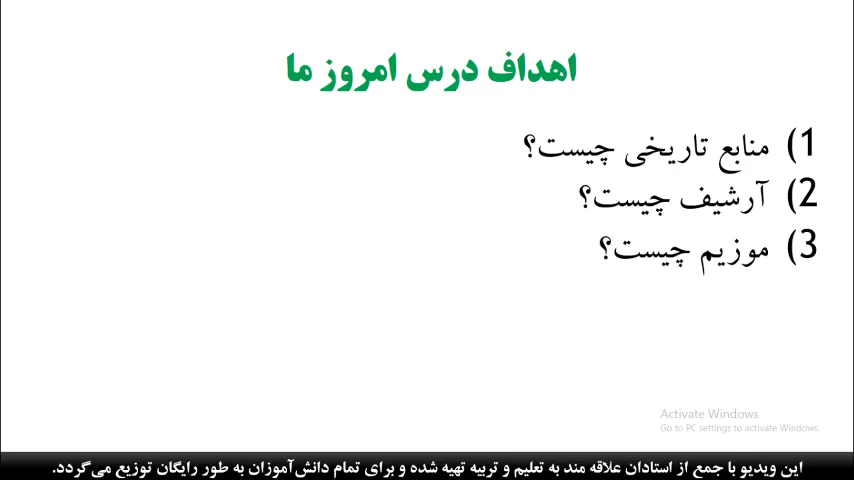 اهداف درس امروز ما
1) منابع تاریخی چیست؟
2) آرشیف چیست؟
3) موزیم چیست؟
Activate Windows
Go to PC settings to activate Windows.
این ویدیو با جمع از استادان علاقه مند به تعلیم و تربیه تهیه شده و برای تمام دانش‌آموزان به طور رایگان توزیع می‌گردد.